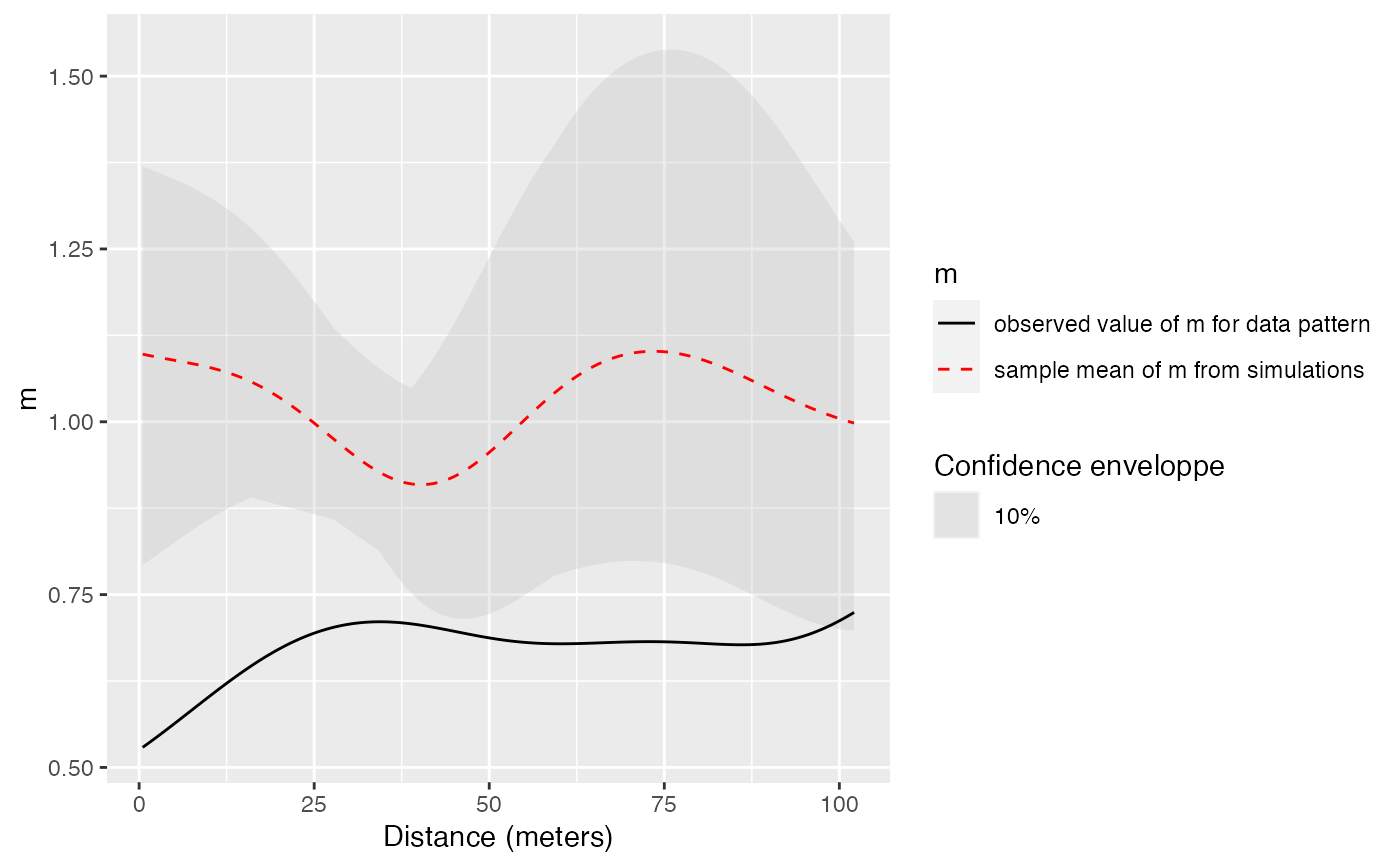 1.50
1.25
1.00
0.75
0.50
m
0
25
50
75
100
Distance (meters)
m
observed value of m for data pattern
sample mean of m from simulations
Confidence enveloppe
10%